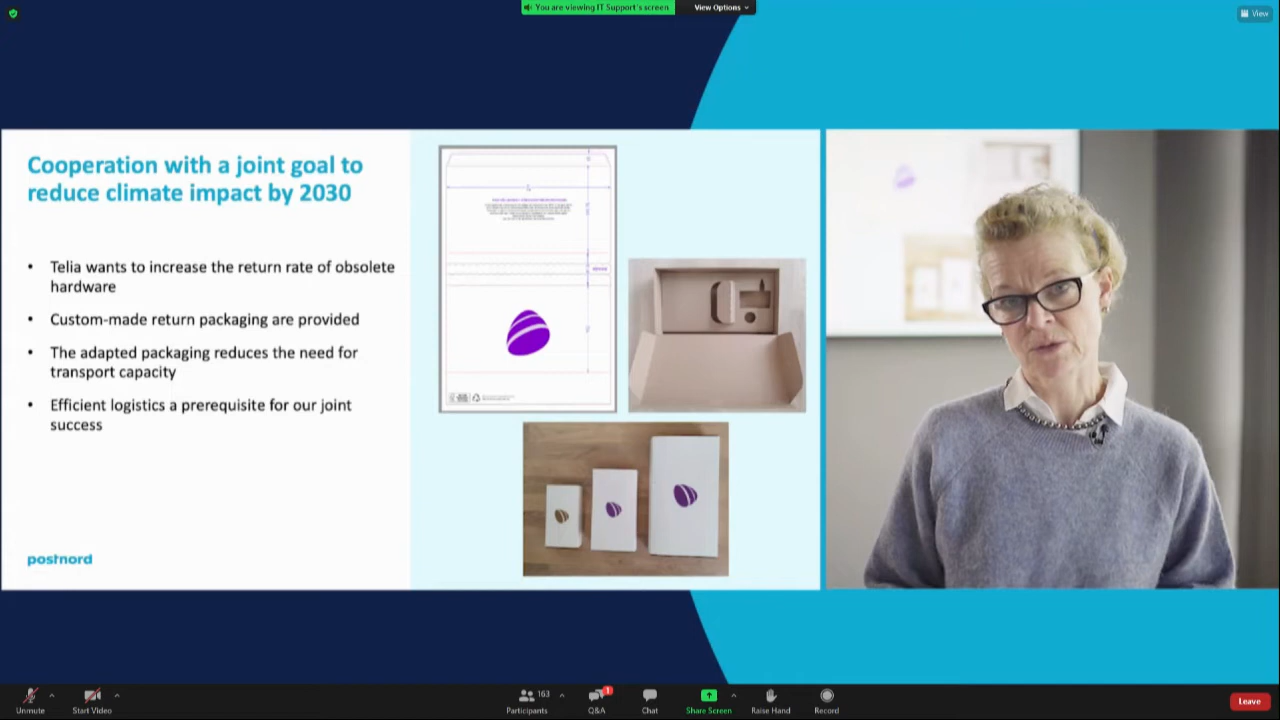 You are viewing IT Support's screen
View Options
View
Cooperation with a joint goal to
reduce climate impact by 2030
• Telia wants to increase the return rate of obsolete
hardware
• Custom-made return packaging are provided
• The adapted packaging reduces the need for
transport capacity
• Efficient logistics a prerequisite for our joint
success
postnord
Unmute
Start Video
163
Participants
1
Q&A
Chat
Share Screen
Raise Hand
Record
Leave